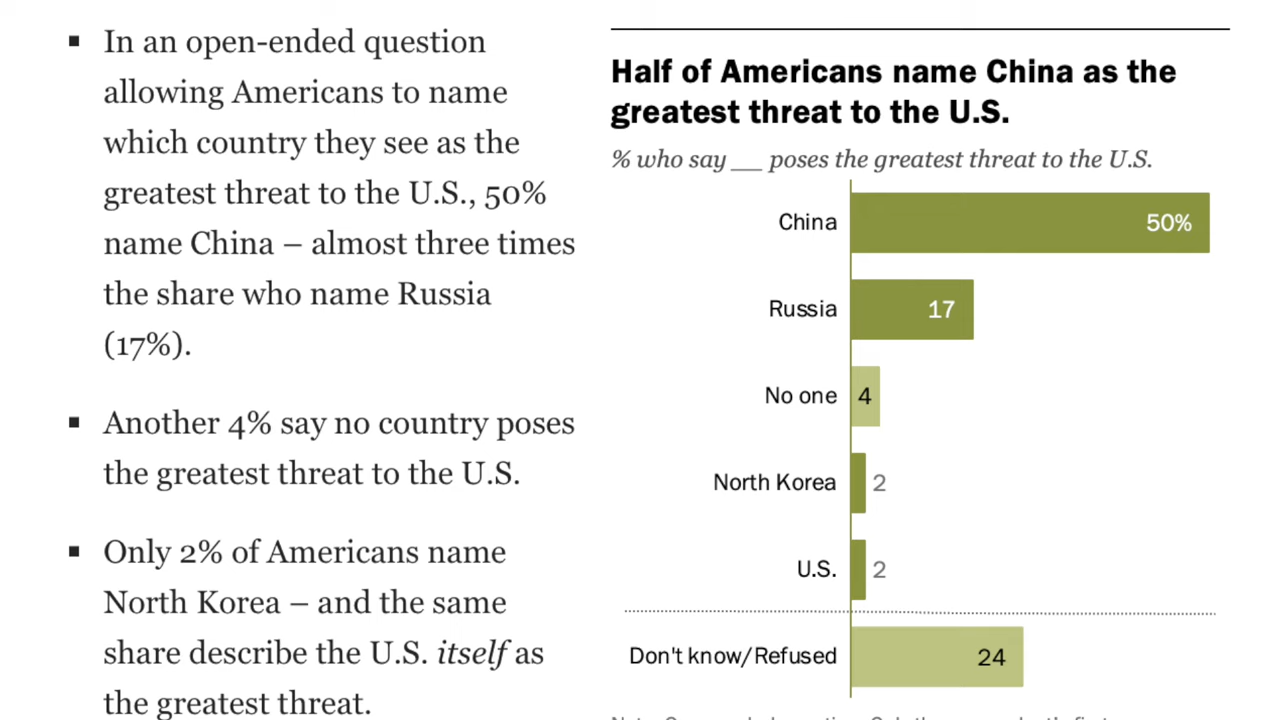 ▪ In an open-ended question
allowing Americans to name
which country they see as the
greatest threat to the U.S., 50%
name China – almost three times
the share who name Russia
(17%).
▪ Another 4% say no country poses
the greatest threat to the U.S.
▪ Only 2% of Americans name
North Korea – and the same
share describe the U.S. itself as
the greatest threat.
Half of Americans name China as the
greatest threat to the U.S.
% who say __ poses the greatest threat to the U.S.
China 50%
Russia 17
No one 4
North Korea 2
U.S. 2
Don't know/Refused 24